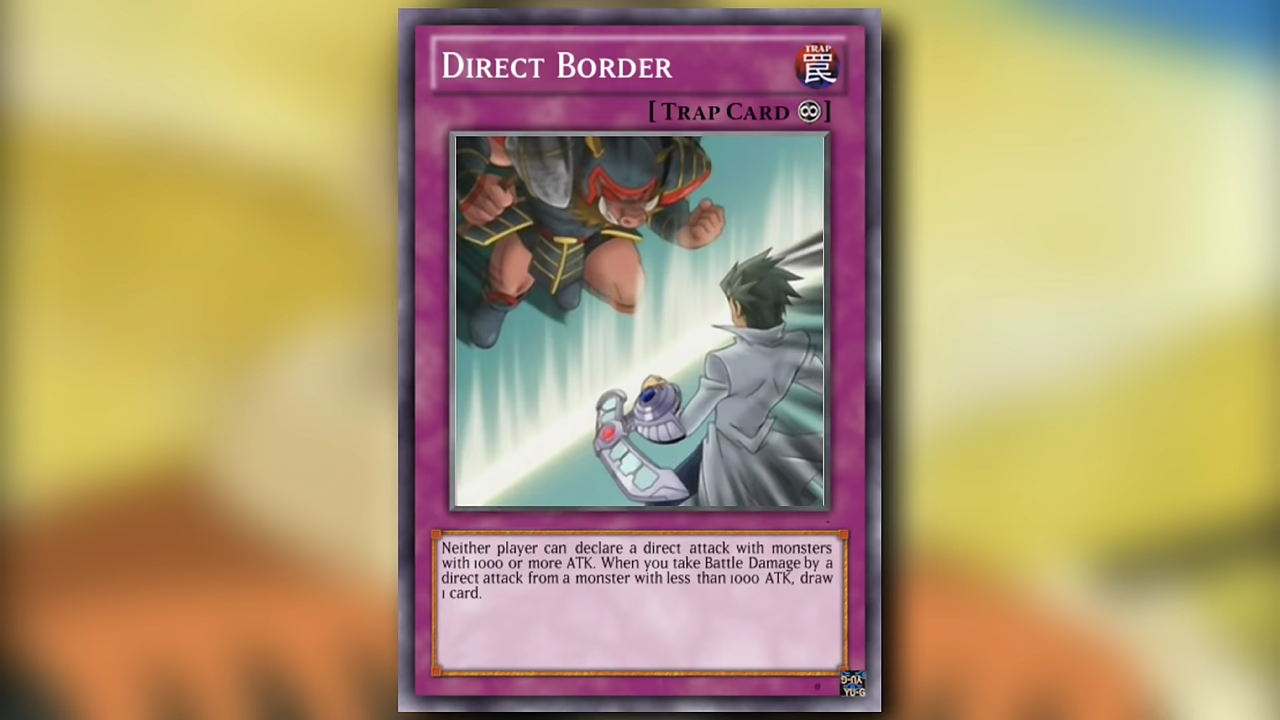 DIRECT BORDER
TRAP
罠
[ TRAP CARD ]
Neither player can declare a direct attack with monsters
with 1000 or more ATK. When you take Battle Damage by a
direct attack from a monster with less than 1000 ATK, draw
1 card.